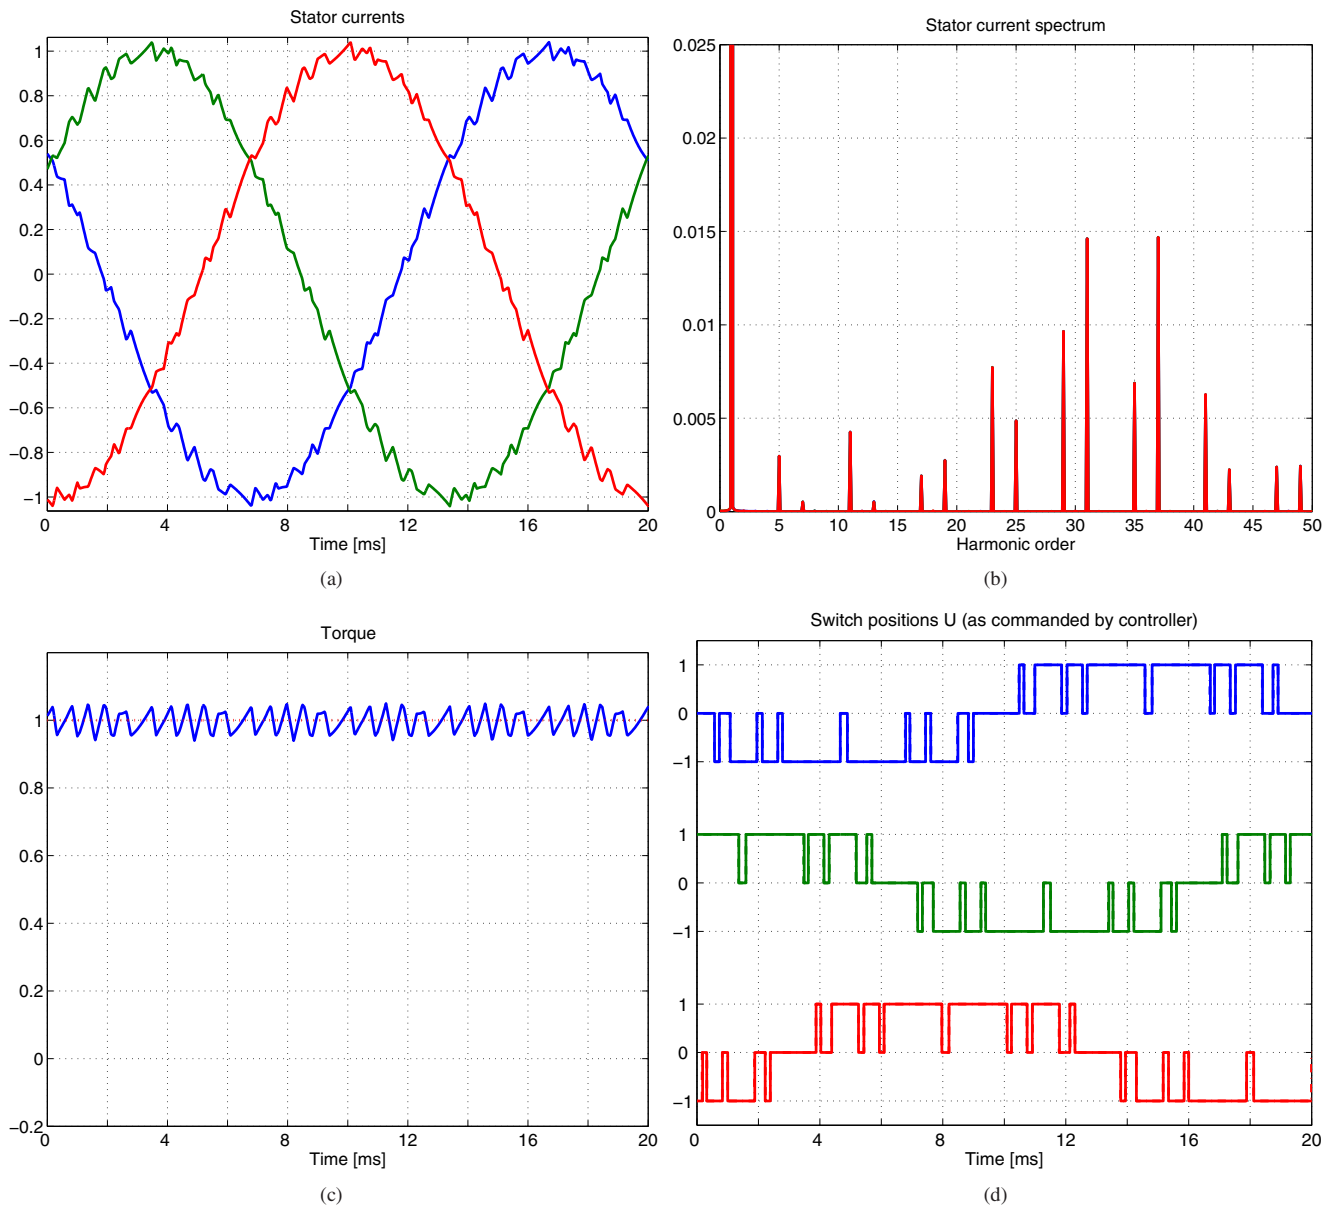 Stator currents
1
0.8
0.6
0.4
0.2
0
−0.2
−0.4
−0.6
−0.8
−1
0 4 8 12 16 20
Time [ms]
(a)
Stator current spectrum
0.025
0.02
0.015
0.01
0.005
0
0 5 10 15 20 25 30 35 40 45 50
Harmonic order
(b)
Torque
1
0.8
0.6
0.4
0.2
0
−0.2
0 4 8 12 16 20
Time [ms]
(c)
Switch positions U (as commanded by controller)
1
0
−1
1
0
−1
1
0
−1
0 4 8 12 16 20
Time [ms]
(d)